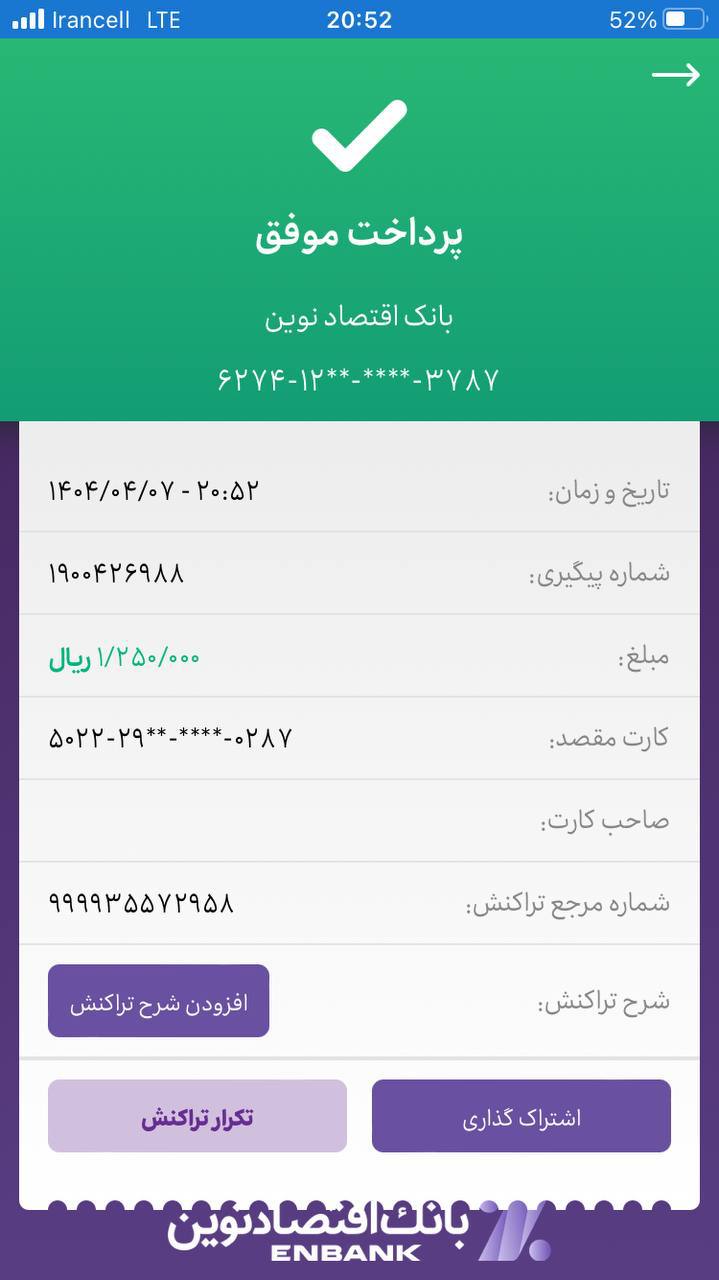 Irancell LTE 20:52 52%
پرداخت موفق
بانک اقتصاد نوین
۶۲۷۴-۱۲**-****-۳۷۸۷
تاریخ و زمان: ۱۴۰۴/۰۴/۰۷ - ۲۰:۵۲
شماره پیگیری: ۱۹۰۰۴۲۶۹۸۸
مبلغ: ۱/۲۵۰/۰۰۰ ریال
کارت مقصد: ۵۰۲۲-۲۹**-****-۰۲۸۷
صاحب کارت:
شماره مرجع تراکنش: ۹۹۹۹۳۵۵۷۲۹۵۸
شرح تراکنش: افزودن شرح تراکنش
اشتراک گذاری تکرار تراکنش
بانک اقتصاد نوین
ENBANK